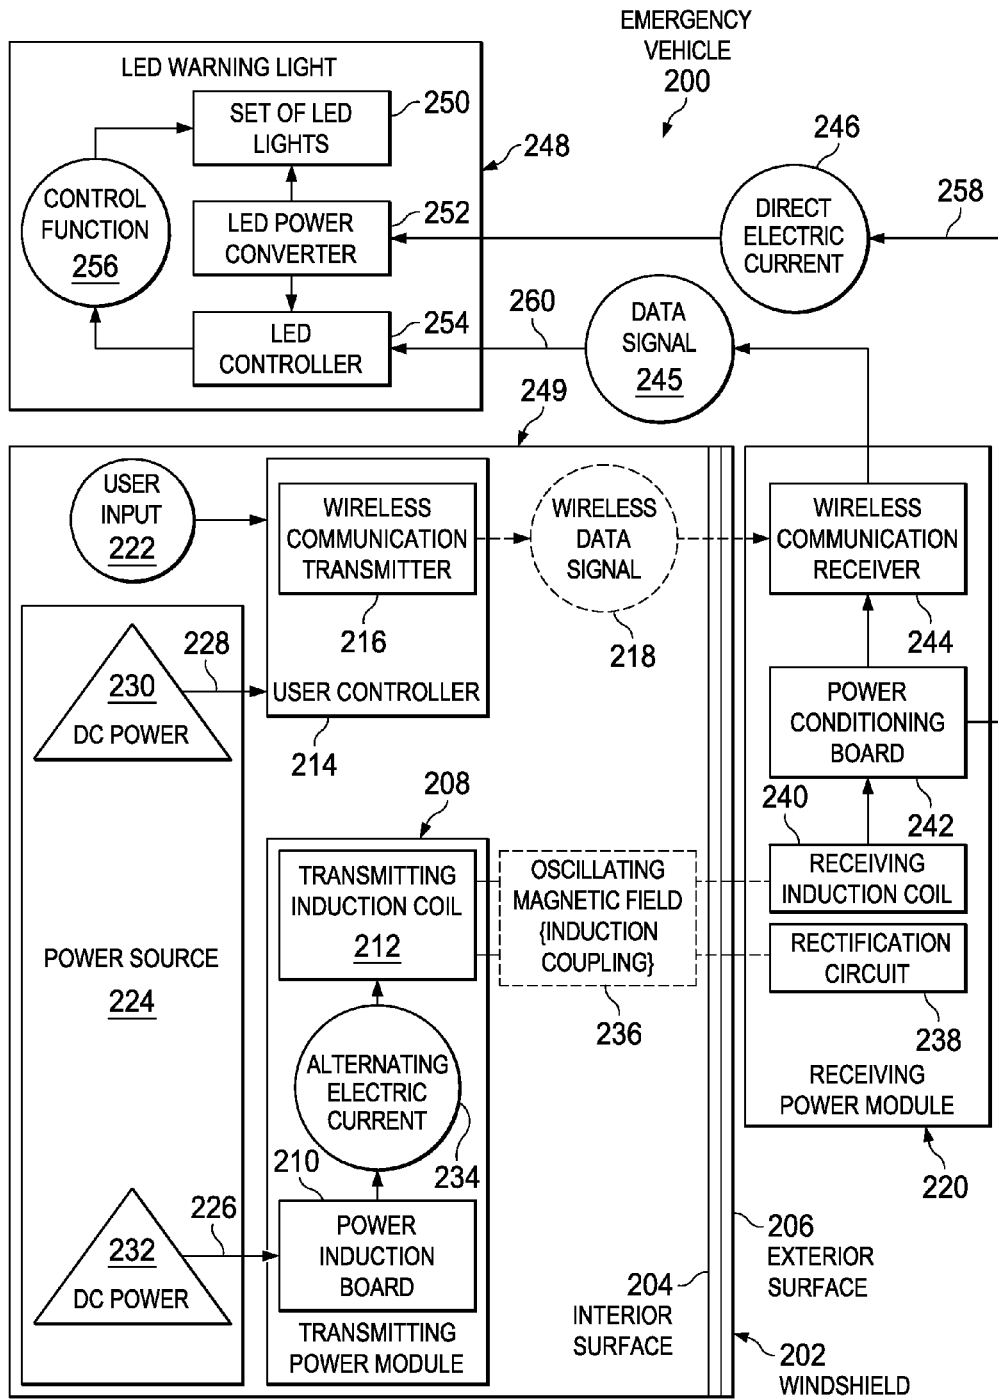 EMERGENCY
VEHICLE
200
LED WARNING LIGHT
SET OF LED
LIGHTS
250
248
CONTROL
FUNCTION
256
LED POWER
CONVERTER
252
LED
CONTROLLER
254
246
DIRECT
ELECTRIC
CURRENT
258
260
DATA
SIGNAL
245
249
USER
INPUT
222
WIRELESS
COMMUNICATION
TRANSMITTER
216
USER CONTROLLER
214
WIRELESS
DATA
SIGNAL
218
WIRELESS
COMMUNICATION
RECEIVER
244
228
230
DC POWER
POWER
CONDITIONING
BOARD
242
240
RECEIVING
INDUCTION COIL
RECTIFICATION
CIRCUIT
238
RECEIVING
POWER MODULE
220
208
TRANSMITTING
INDUCTION COIL
212
OSCILLATING
MAGNETIC FIELD
{INDUCTION
COUPLING}
236
POWER SOURCE
224
ALTERNATING
ELECTRIC
CURRENT
234
210
POWER
INDUCTION
BOARD
226
232
DC POWER
TRANSMITTING
POWER MODULE
204
INTERIOR
SURFACE
206
EXTERIOR
SURFACE
202
WINDSHIELD